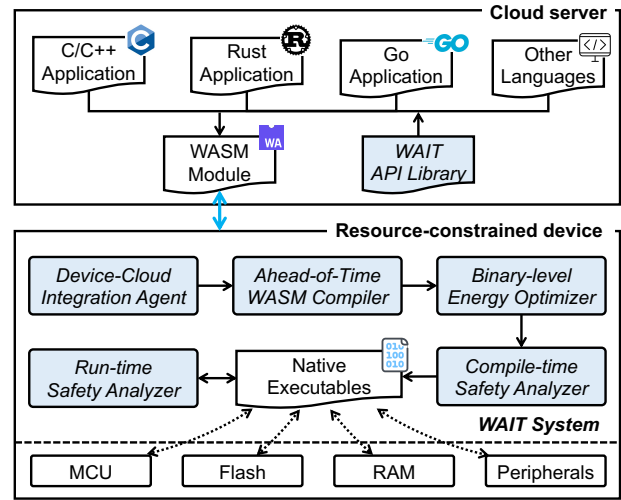 Cloud server
C/C++
Application
Rust
Application
GO
Go
Application
Other
Languages
</>
R
WASM
Module
WA
WAIT
API Library
Resource-constrained device
Device-Cloud
Integration Agent
Ahead-of-Time
WASM Compiler
Binary-level
Energy Optimizer
Run-time
Safety Analyzer
Native
Executables
010
100
010
Compile-time
Safety Analyzer
WAIT System
MCU
Flash
RAM
Peripherals